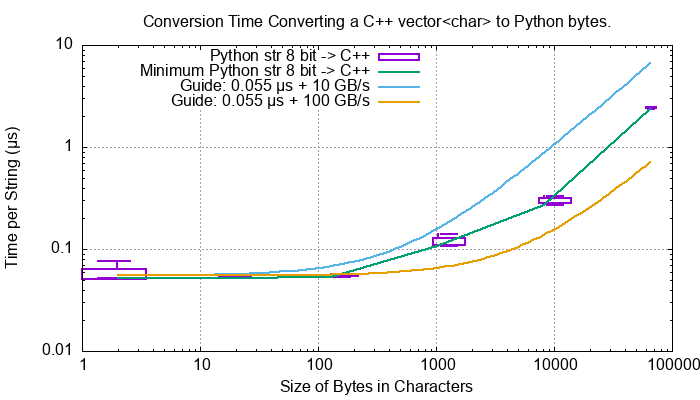 Conversion Time Converting a C++ vector<char> to Python bytes.
Python str 8 bit -> C++
Minimum Python str 8 bit -> C++
Guide: 0.055 µs + 10 GB/s
Guide: 0.055 µs + 100 GB/s
Time per String (µs)
10
1
0.1
0.01
1 10 100 1000 10000 100000
Size of Bytes in Characters